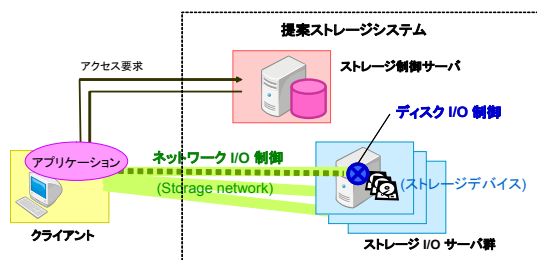 提案ストレージシステム
アクセス要求
ストレージ制御サーバ
ディスク I/O 制御
アプリケーション
ネットワーク I/O 制御
(Storage network)
(ストレージデバイス)
クライアント
ストレージ I/O サーバ群